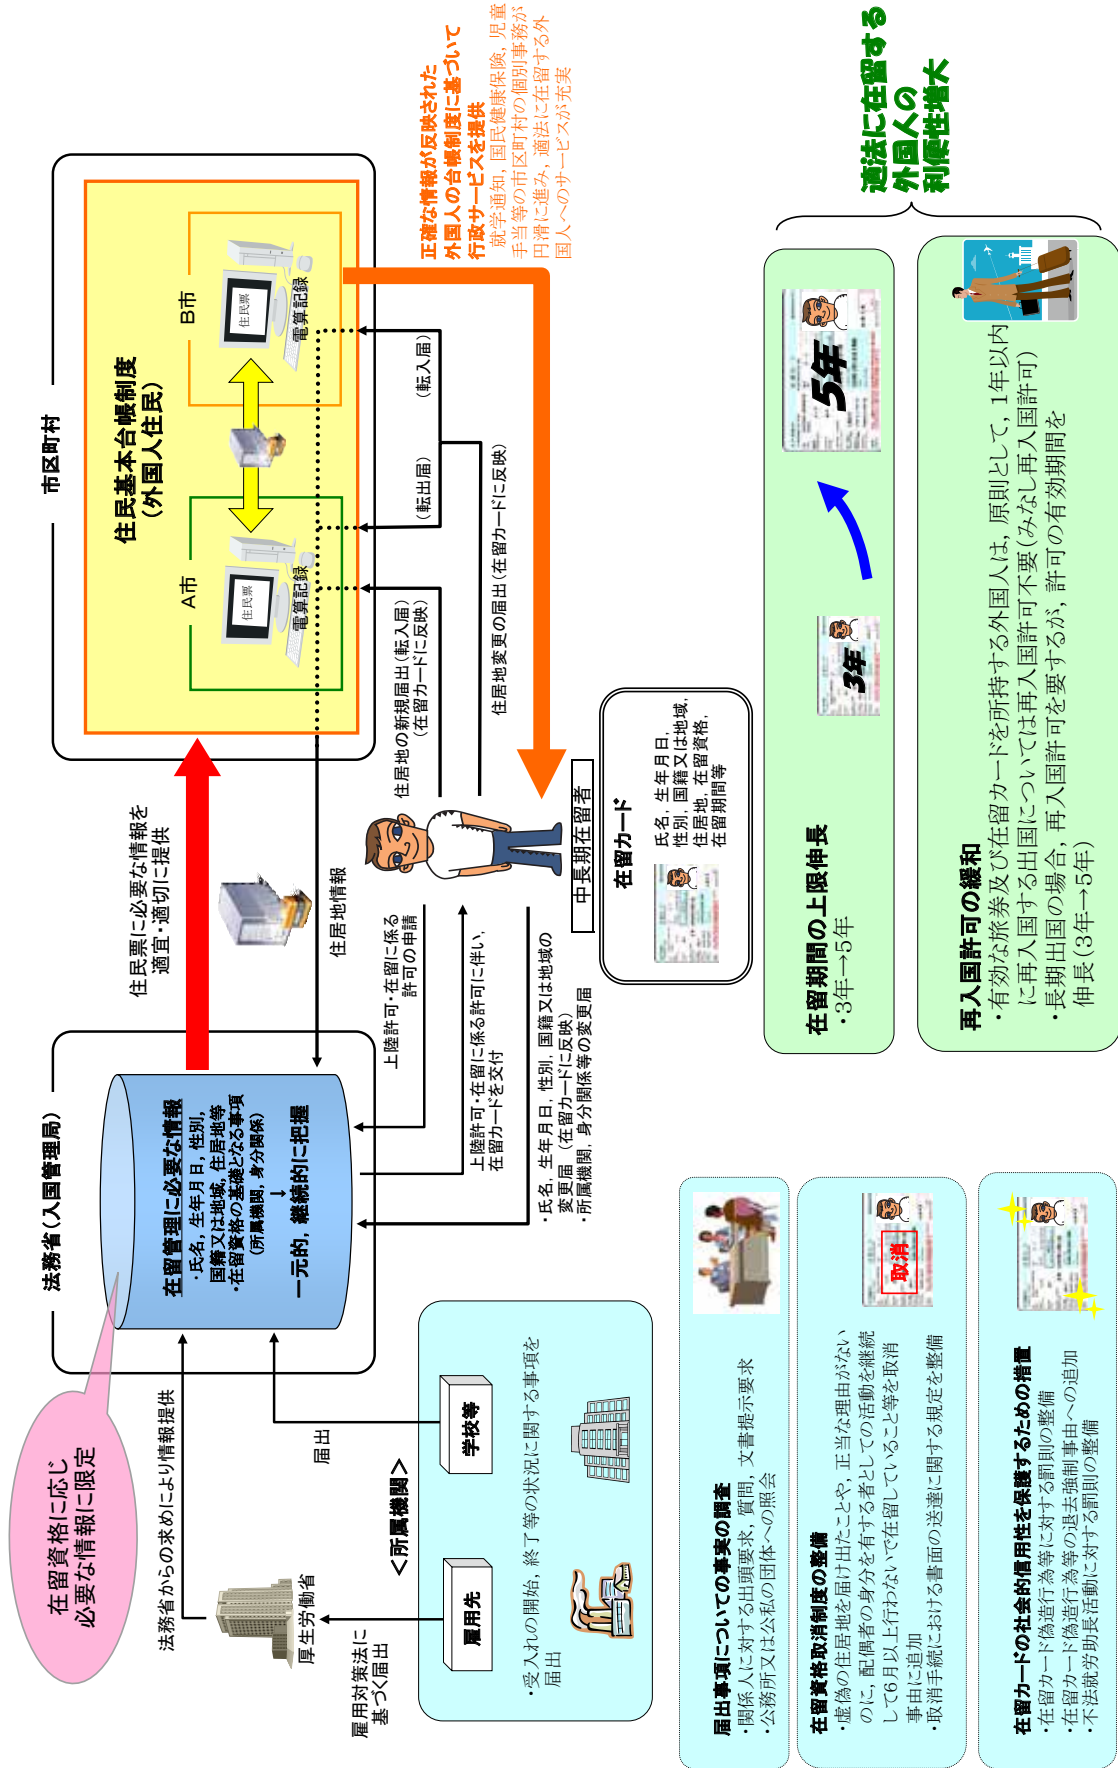 在留資格に応じ
必要な情報に限定
法務省(入国管理局)
在留管理に必要な情報
・氏名，生年月日，性別，
国籍又は地域，住居地等
・在留資格の基礎となる事項
(所属機関，身分関係)
↓
一元的，継続的に把握
住民票に必要な情報を
適宜・適切に提供
住居地情報
市区町村
住民基本台帳制度
(外国人住民)
A市
住民票
電算記録
B市
住民票
電算記録
正確な情報が反映された
外国人の台帳制度に基づいて
行政サービスを提供
就学通知，国民健康保険，児童
手当等の市区町村の個別事務が
円滑に進み，適法に在留する外
国人へのサービスが充実
法務省からの求めにより情報提供
厚生労働省
届出
雇用対策法に
基づく届出
＜所属機関＞
雇用先
学校等
・受入れの開始，終了等の状況に関する事項を
届出
上陸許可・在留に係る
許可の申請
上陸許可・在留に係る許可に伴い，
在留カードを交付
・氏名，生年月日，性別，国籍又は地域の
変更届 (在留カードに反映)
・所属機関，身分関係等の変更届
住居地の新規届出(転入届)
(在留カードに反映)
(転出届)
(転入届)
住居地変更の届出(在留カードに反映)
中長期在留者
在留カード
氏名，生年月日，
性別，国籍又は地域，
住居地，在留資格，
在留期間等
届出事項についての事実の調査
・関係人に対する出頭要求，質問，文書提示要求
・公務所又は公私の団体への照会
在留資格取消制度の整備
・虚偽の住居地を届け出たことや，正当な理由がない
のに，配偶者の身分を有する者としての活動を継続
して6月以上行わないで在留していること等を取消
事由に追加
・取消手続における書面の送達に関する規定を整備
取消
在留カードの社会的信用性を保護するための措置
・在留カード偽造行為等に対する罰則の整備
・在留カード偽造行為等の退去強制事由への追加
・不法就労助長活動に対する罰則の整備
在留期間の上限伸長
・3年→5年
3年
5年
再入国許可の緩和
・有効な旅券及び在留カードを所持する外国人は，原則として，1年以内
に再入国する出国については再入国許可不要(みなし再入国許可)
・長期出国の場合，再入国許可を要するが，許可の有効期間を
伸長(3年→5年)
適法に在留する
外国人の
利便性増大